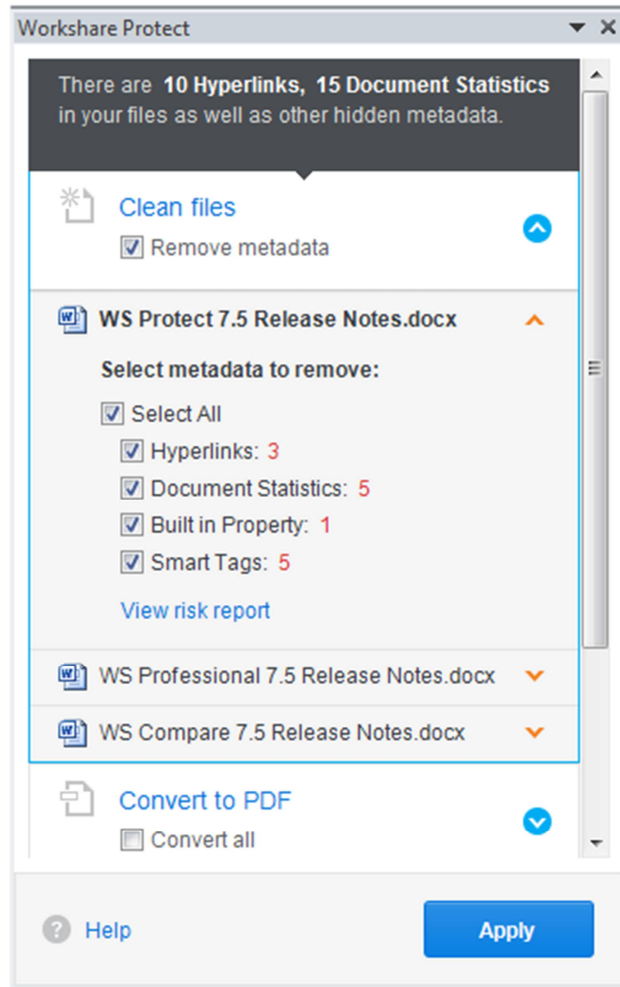 Workshare Protect
There are 10 Hyperlinks, 15 Document Statistics
in your files as well as other hidden metadata.
Clean files
Remove metadata
WS Protect 7.5 Release Notes.docx
Select metadata to remove:
Select All
Hyperlinks: 3
Document Statistics: 5
Built in Property: 1
Smart Tags: 5
View risk report
WS Professional 7.5 Release Notes.docx
WS Compare 7.5 Release Notes.docx
Convert to PDF
Convert all
? Help
Apply